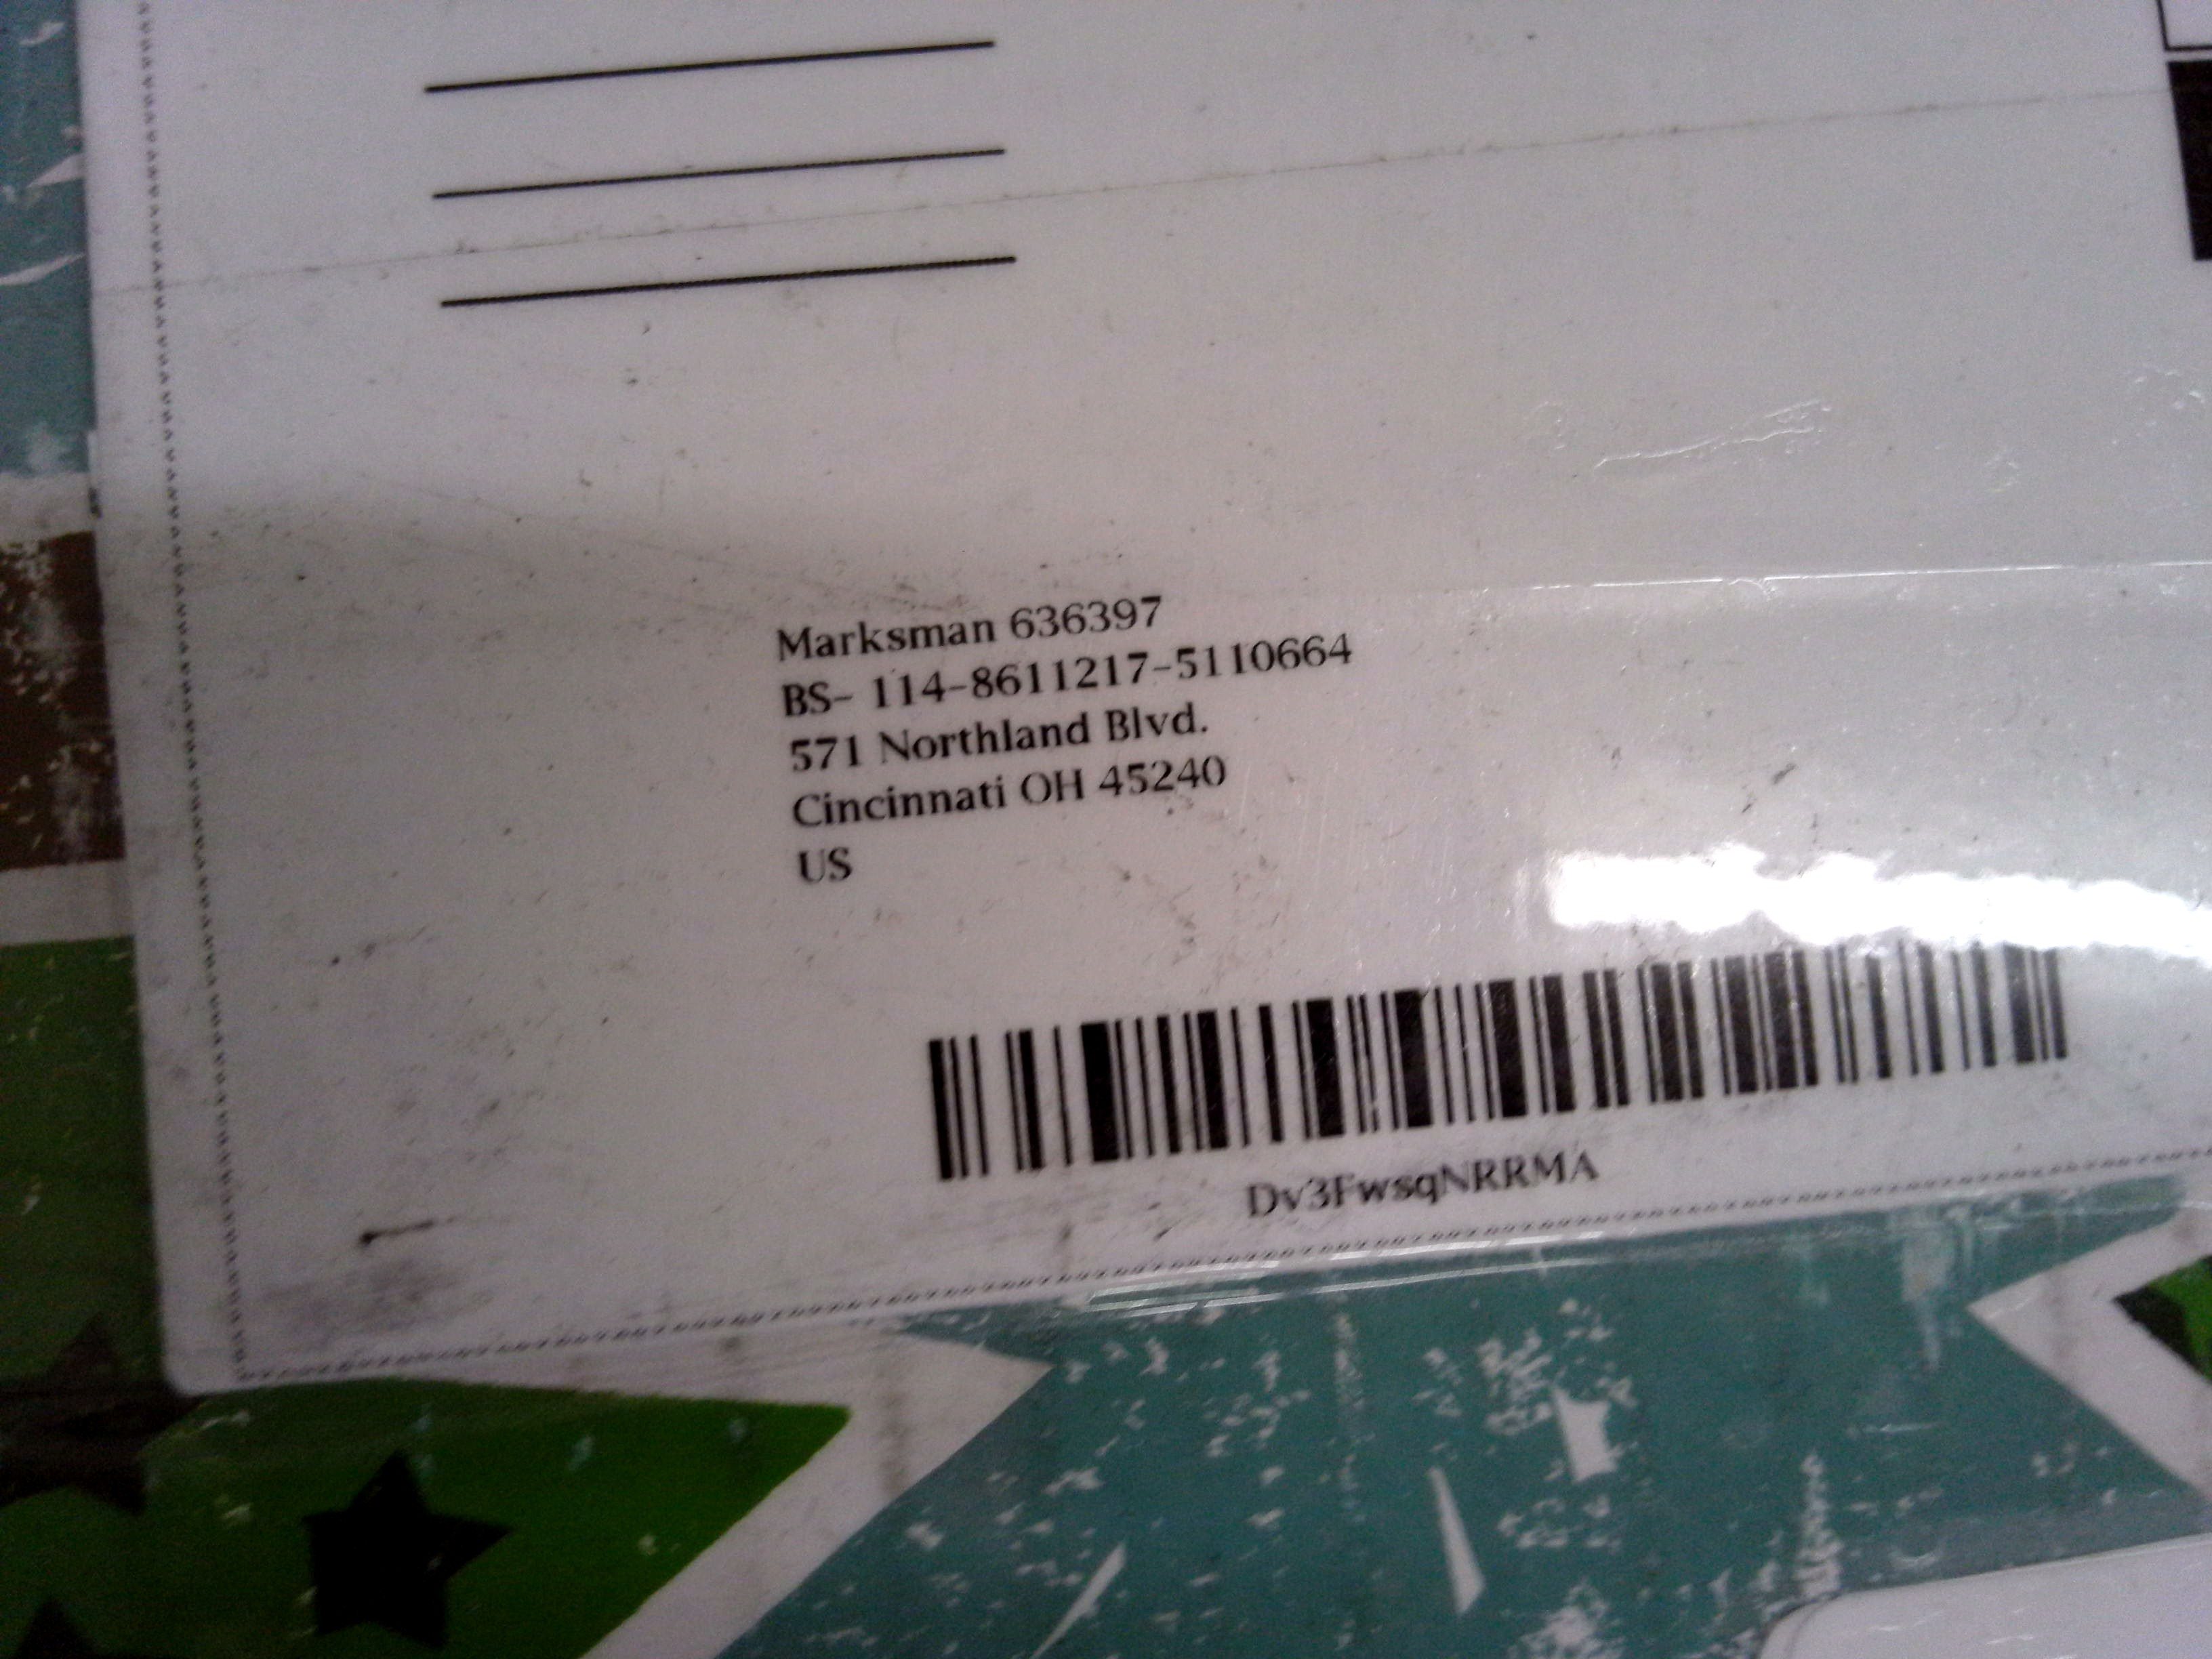 Marksman 636397
BS- 114-8611217-5110664
571 Northland Blvd.
Cincinnati OH 45240
US
Dv3FwsqNRRMA